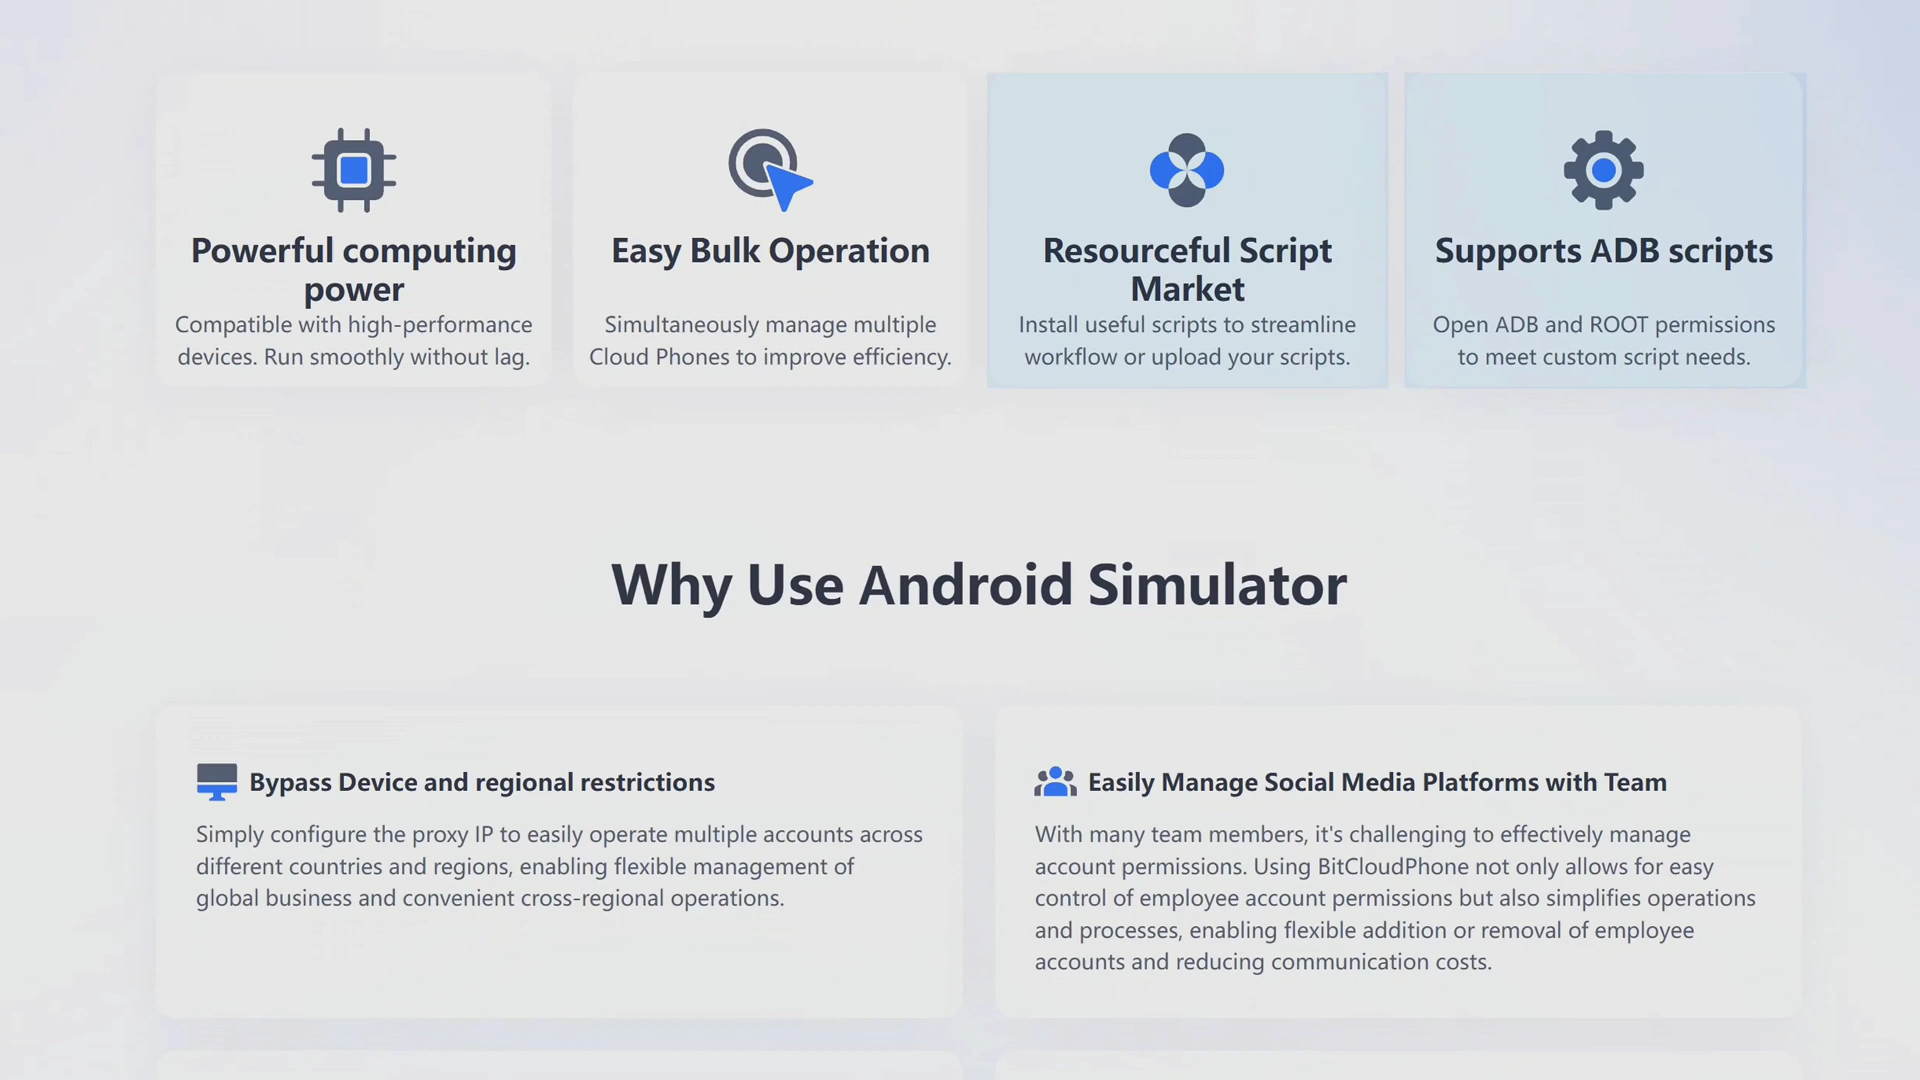 Powerful computing
power
Compatible with high-performance
devices. Run smoothly without lag.
Easy Bulk Operation
Simultaneously manage multiple
Cloud Phones to improve efficiency.
Resourceful Script
Market
Install useful scripts to streamline
workflow or upload your scripts.
Supports ADB scripts
Open ADB and ROOT permissions
to meet custom script needs.
Why Use Android Simulator
Bypass Device and regional restrictions
Simply configure the proxy IP to easily operate multiple accounts across
different countries and regions, enabling flexible management of
global business and convenient cross-regional operations.
Easily Manage Social Media Platforms with Team
With many team members, it's challenging to effectively manage
account permissions. Using BitCloudPhone not only allows for easy
control of employee account permissions but also simplifies operations
and processes, enabling flexible addition or removal of employee
accounts and reducing communication costs.